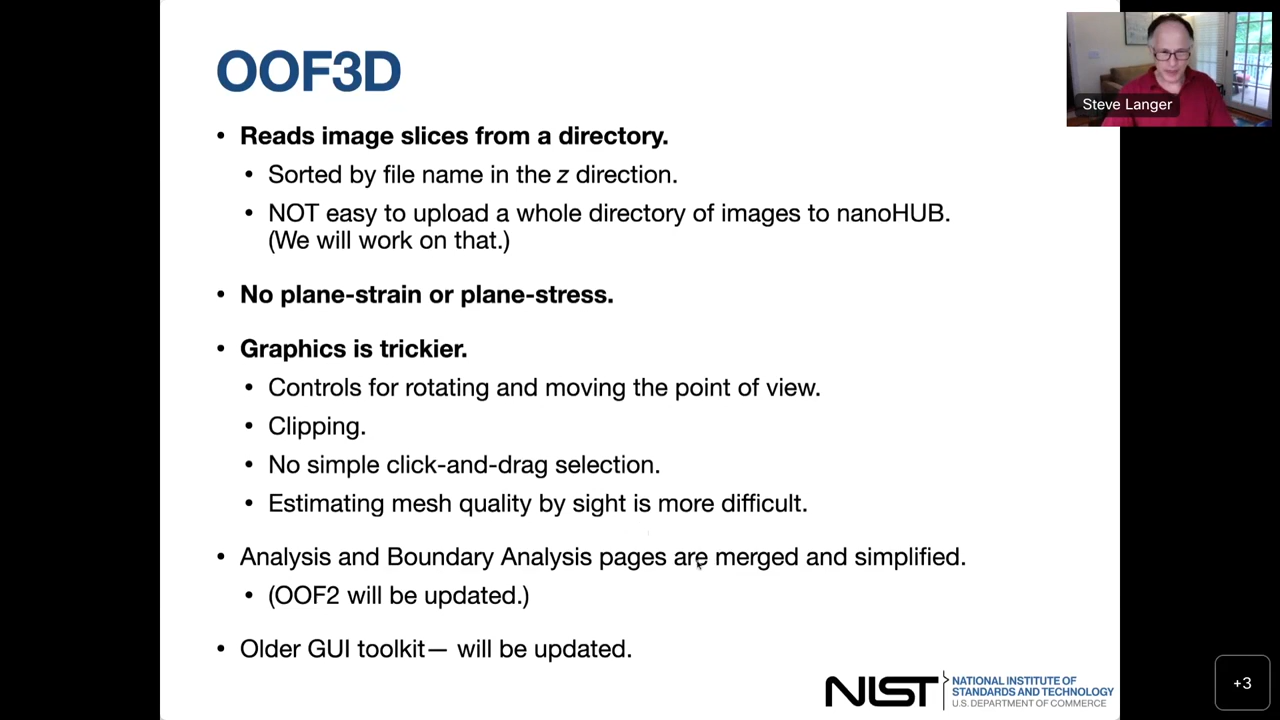 OOF3D
• Reads image slices from a directory.
• Sorted by file name in the z direction.
• NOT easy to upload a whole directory of images to nanoHUB.
(We will work on that.)
• No plane-strain or plane-stress.
• Graphics is trickier.
• Controls for rotating and moving the point of view.
• Clipping.
• No simple click-and-drag selection.
• Estimating mesh quality by sight is more difficult.
• Analysis and Boundary Analysis pages are merged and simplified.
• (OOF2 will be updated.)
• Older GUI toolkit— will be updated.
NIST
NATIONAL INSTITUTE OF
STANDARDS AND TECHNOLOGY
U.S. DEPARTMENT OF COMMERCE
Steve Langer
+3